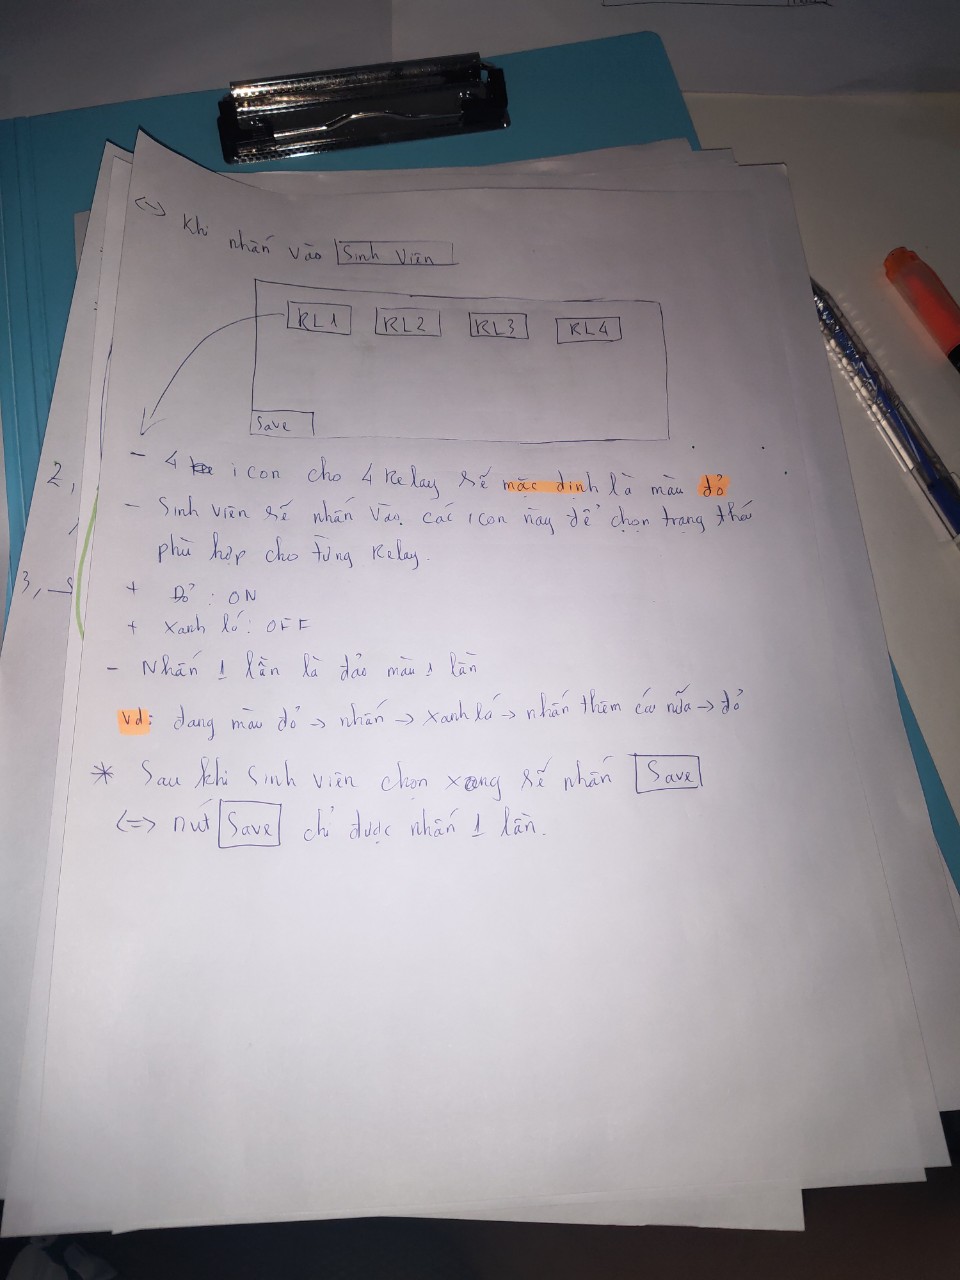 <=> Khi nhấn vào Sinh Viên
RL1 RL2 RL3 RL4
Save
- 4 icon cho 4 Relay sẽ mặc định là màu đỏ
- Sinh viên sẽ nhấn vào các icon này để chọn trạng thái
phù hợp cho từng Relay.
+ Đỏ : ON
+ Xanh lá : OFF
- Nhấn 1 lần là đảo màu 1 lần
Vd: đang màu đỏ → nhấn → xanh lá → nhấn thêm cái nữa → đỏ
* Sau khi sinh viên chọn xong sẽ nhấn Save
<=> nút Save chỉ được nhấn 1 lần.
2,
3,